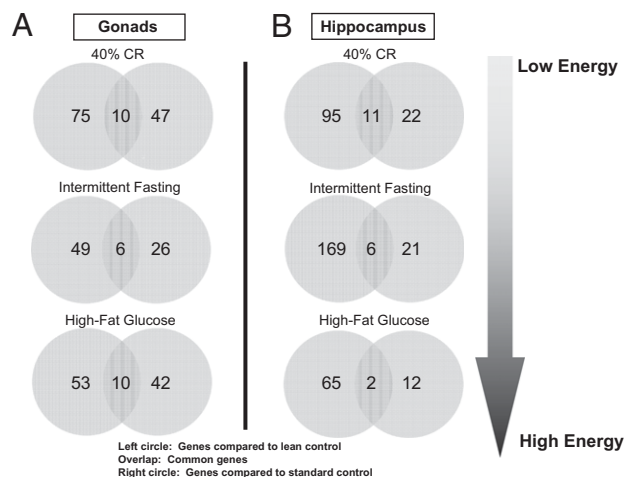 A
Gonads
40% CR
75 10 47
Intermittent Fasting
49 6 26
High-Fat Glucose
53 10 42
B
Hippocampus
40% CR
95 11 22
Intermittent Fasting
169 6 21
High-Fat Glucose
65 2 12
Low Energy
High Energy
Left circle: Genes compared to lean control
Overlap: Common genes
Right circle: Genes compared to standard control